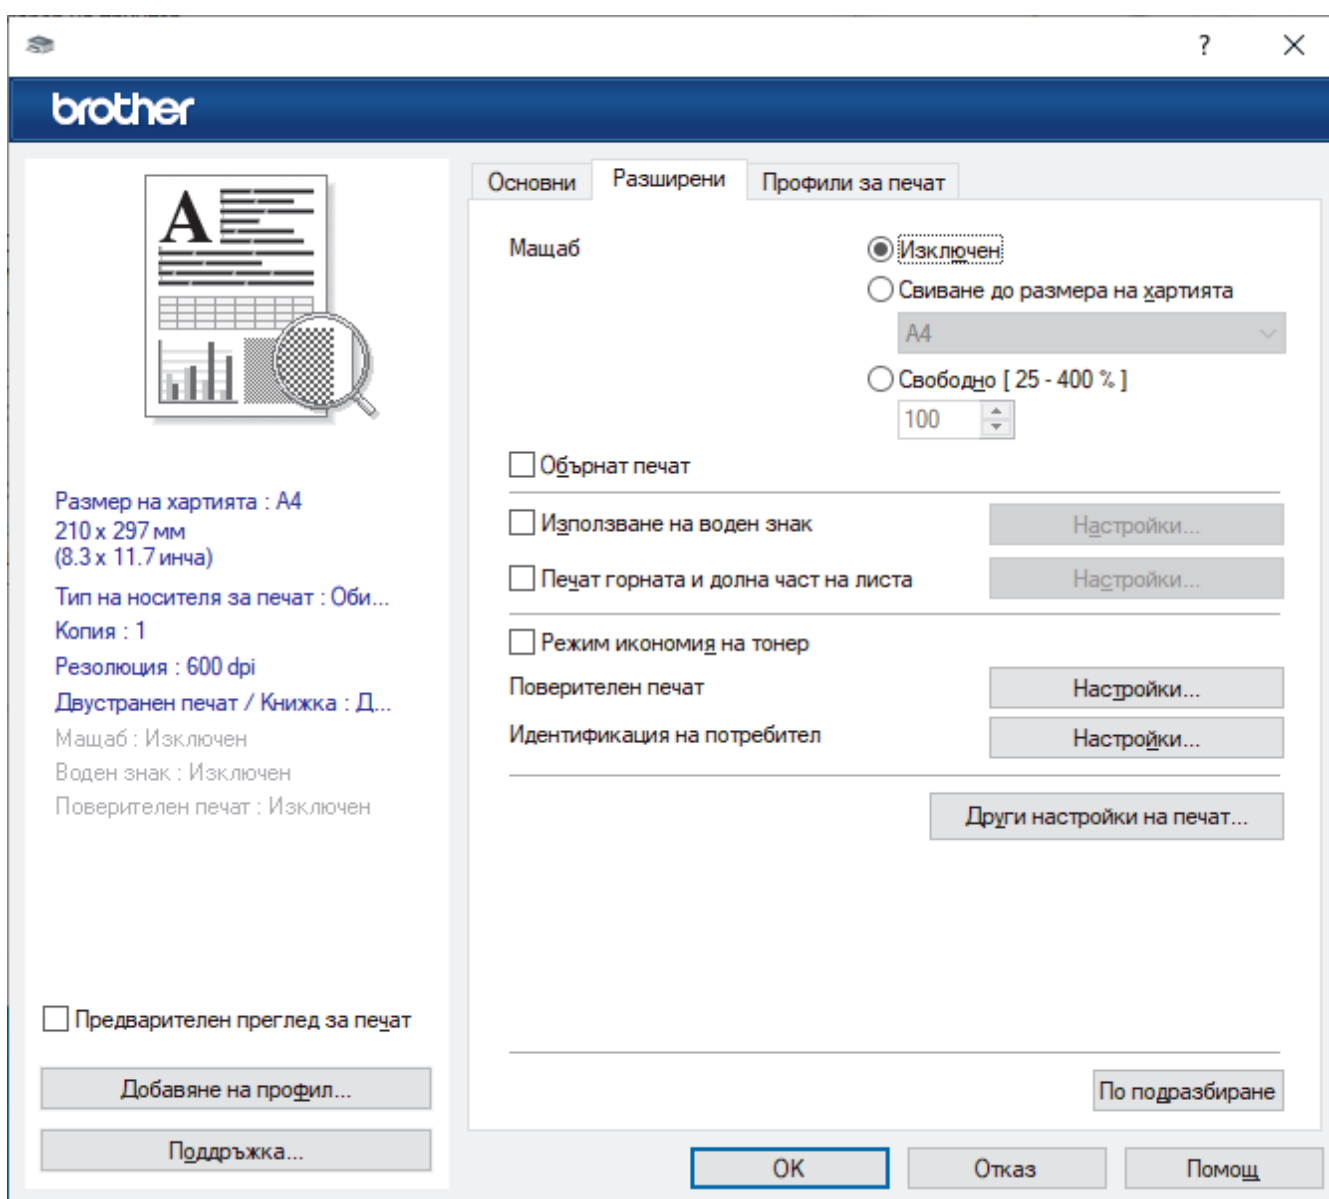 ?
brother
A
Размер на хартията : A4
210 x 297 мм
(8.3 x 11.7 инча)
Тип на носителя за печат : Оби...
Копия : 1
Резолюция : 600 dpi
Двустранен печат / Книжка : Д...
Мащаб : Изключен
Воден знак : Изключен
Поверителен печат : Изключен
Предварителен преглед за печат
Добавяне на профил...
Поддръжка...
Основни Разширени Профили за печат
Мащаб
Изключен
Свиване до размера на хартията
A4
Свободно [ 25 - 400 % ]
100
Обърнат печат
Използване на воден знак Настройки...
Печат горната и долна част на листа Настройки...
Режим икономия на тонер
Поверителен печат Настройки...
Идентификация на потребител Настройки...
Други настройки на печат...
По подразбиране
OK Отказ Помощ